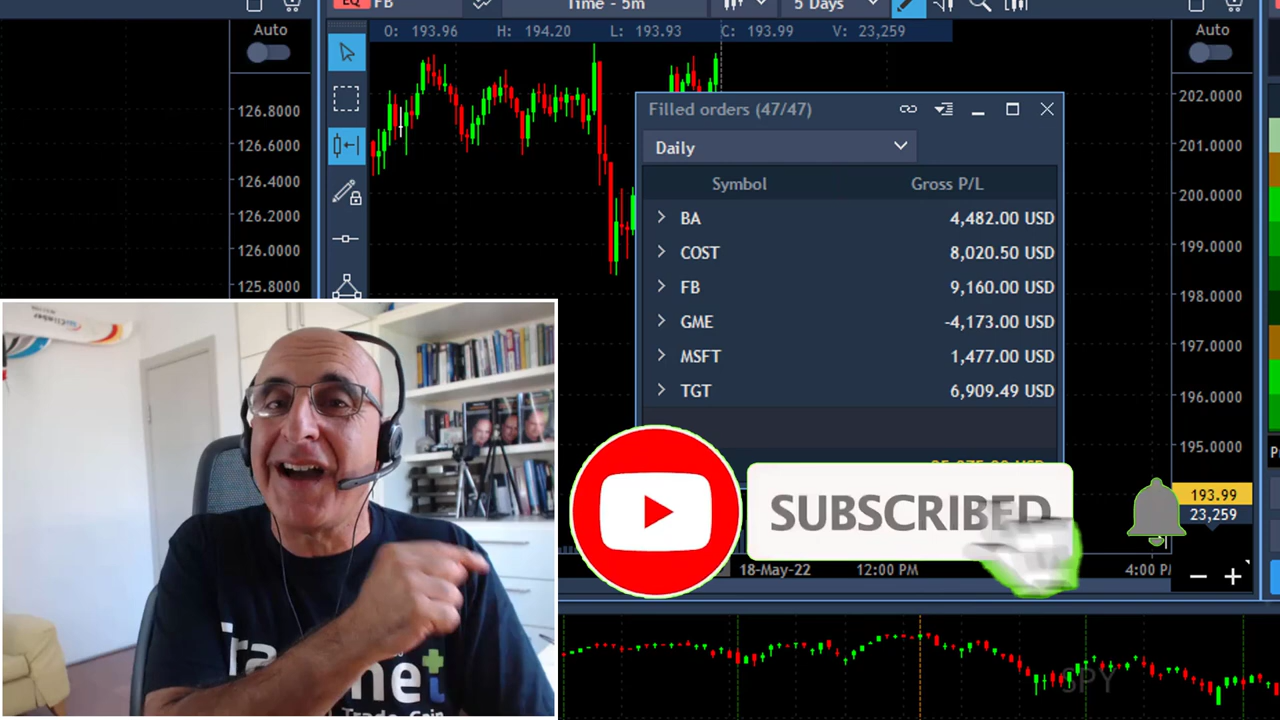 FB
Time - 5m
5 Days
Auto
O: 193.96 H: 194.20 L: 193.93 C: 193.99 V: 23,259
Auto
126.8000
126.6000
126.4000
126.2000
126.0000
125.8000
Filled orders (47/47)
Daily
Symbol Gross P/L
BA 4,482.00 USD
COST 8,020.50 USD
FB 9,160.00 USD
GME -4,173.00 USD
MSFT 1,477.00 USD
TGT 6,909.49 USD
202.0000
201.0000
200.0000
199.0000
198.0000
197.0000
196.0000
195.0000
193.99
23,259
SUBSCRIBED
18-May-22 12:00 PM 4:00
SPY